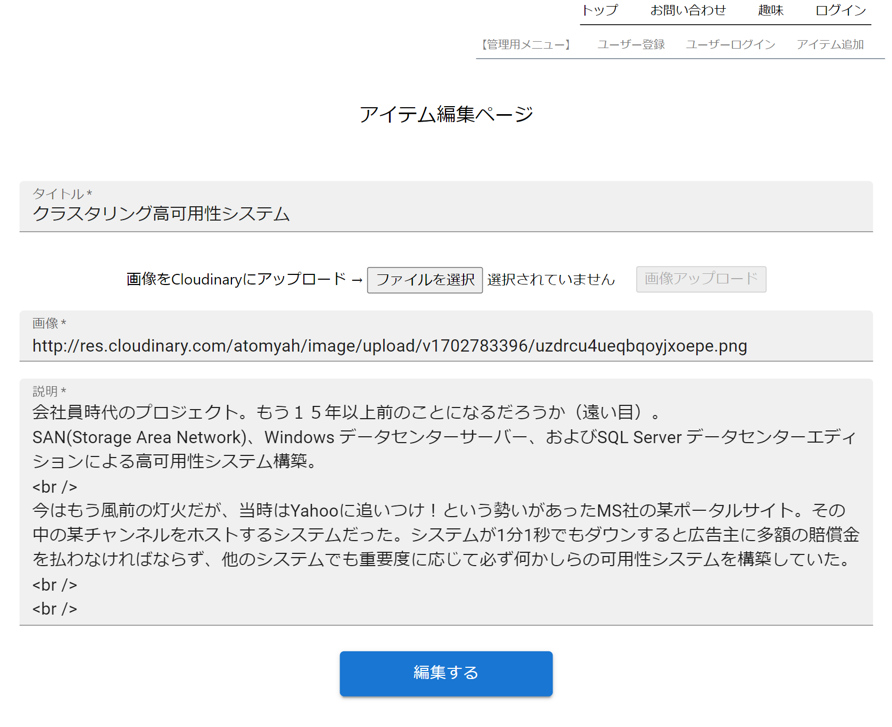 トップ お問い合わせ 趣味 ログイン
【管理用メニュー】 ユーザー登録 ユーザーログイン アイテム追加
アイテム編集ページ
タイトル *
クラスタリング高可用性システム
画像をCloudinaryにアップロード → ファイルを選択 選択されていません 画像アップロード
画像 *
http://res.cloudinary.com/atomyah/image/upload/v1702783396/uzdrcu4ueqbqoyjxoepe.png
説明 *
会社員時代のプロジェクト。もう１５年以上前のことになるだろうか（遠い目）。
SAN(Storage Area Network)、Windows データセンターサーバー、およびSQL Server データセンターエディ
ションによる高可用性システム構築。
<br />
今はもう風前の灯火だが、当時はYahooに追いつけ！という勢いがあったMS社の某ポータルサイト。その
中の某チャンネルをホストするシステムだった。システムが1分1秒でもダウンすると広告主に多額の賠償金
を払わなければならず、他のシステムでも重要度に応じて必ず何かしらの可用性システムを構築していた。
<br />
<br />
編集する